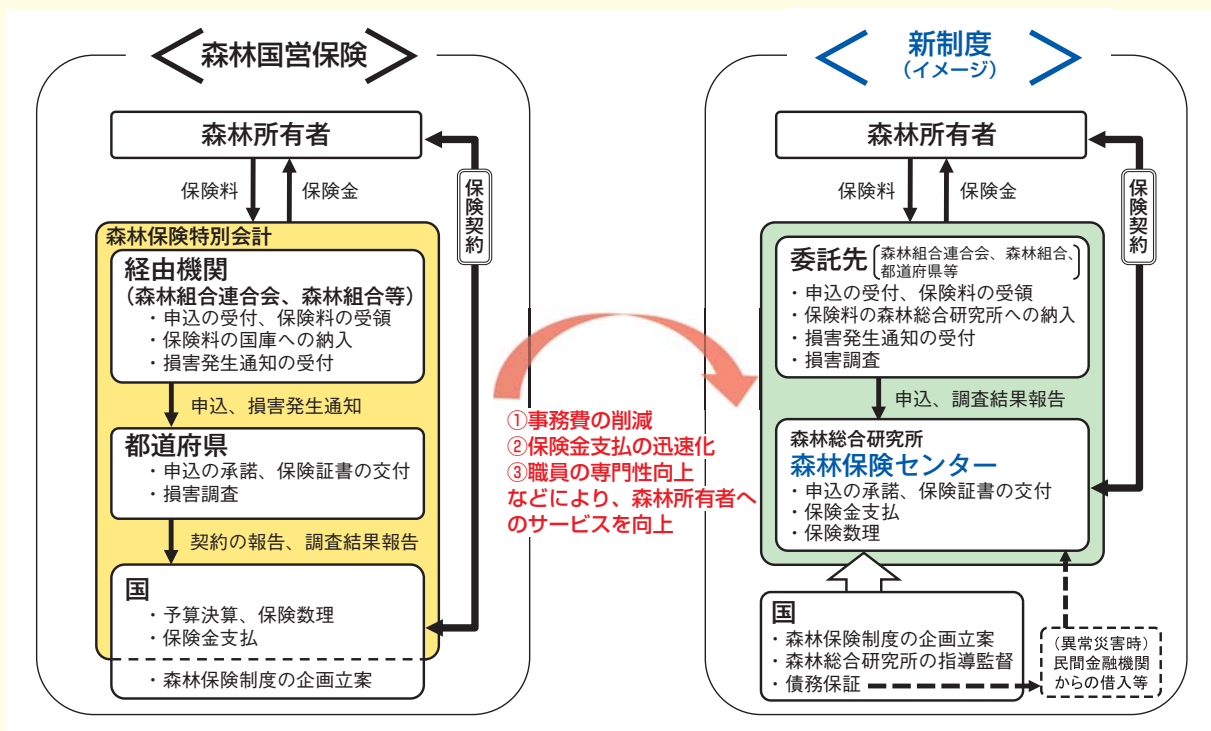 森林国営保険
森林所有者
保険料
保険金
保険契約
森林保険特別会計
経由機関
(森林組合連合会、森林組合等)
・申込の受付、保険料の受領
・保険料の国庫への納入
・損害発生通知の受付
申込、損害発生通知
都道府県
・申込の承諾、保険証書の交付
・損害調査
契約の報告、調査結果報告
国
・予算決算、保険数理
・保険金支払
・森林保険制度の企画立案
①事務費の削減
②保険金支払の迅速化
③職員の専門性向上
などにより、森林所有者へ
のサービスを向上
新制度
(イメージ)
森林所有者
保険料
保険金
保険契約
委託先
森林組合連合会、森林組合、
都道府県等
・申込の受付、保険料の受領
・保険料の森林総合研究所への納入
・損害発生通知の受付
・損害調査
申込、調査結果報告
森林総合研究所
森林保険センター
・申込の承諾、保険証書の交付
・保険金支払
・保険数理
国
・森林保険制度の企画立案
・森林総合研究所の指導監督
・債務保証
(異常災害時)
民間金融機関
からの借入等